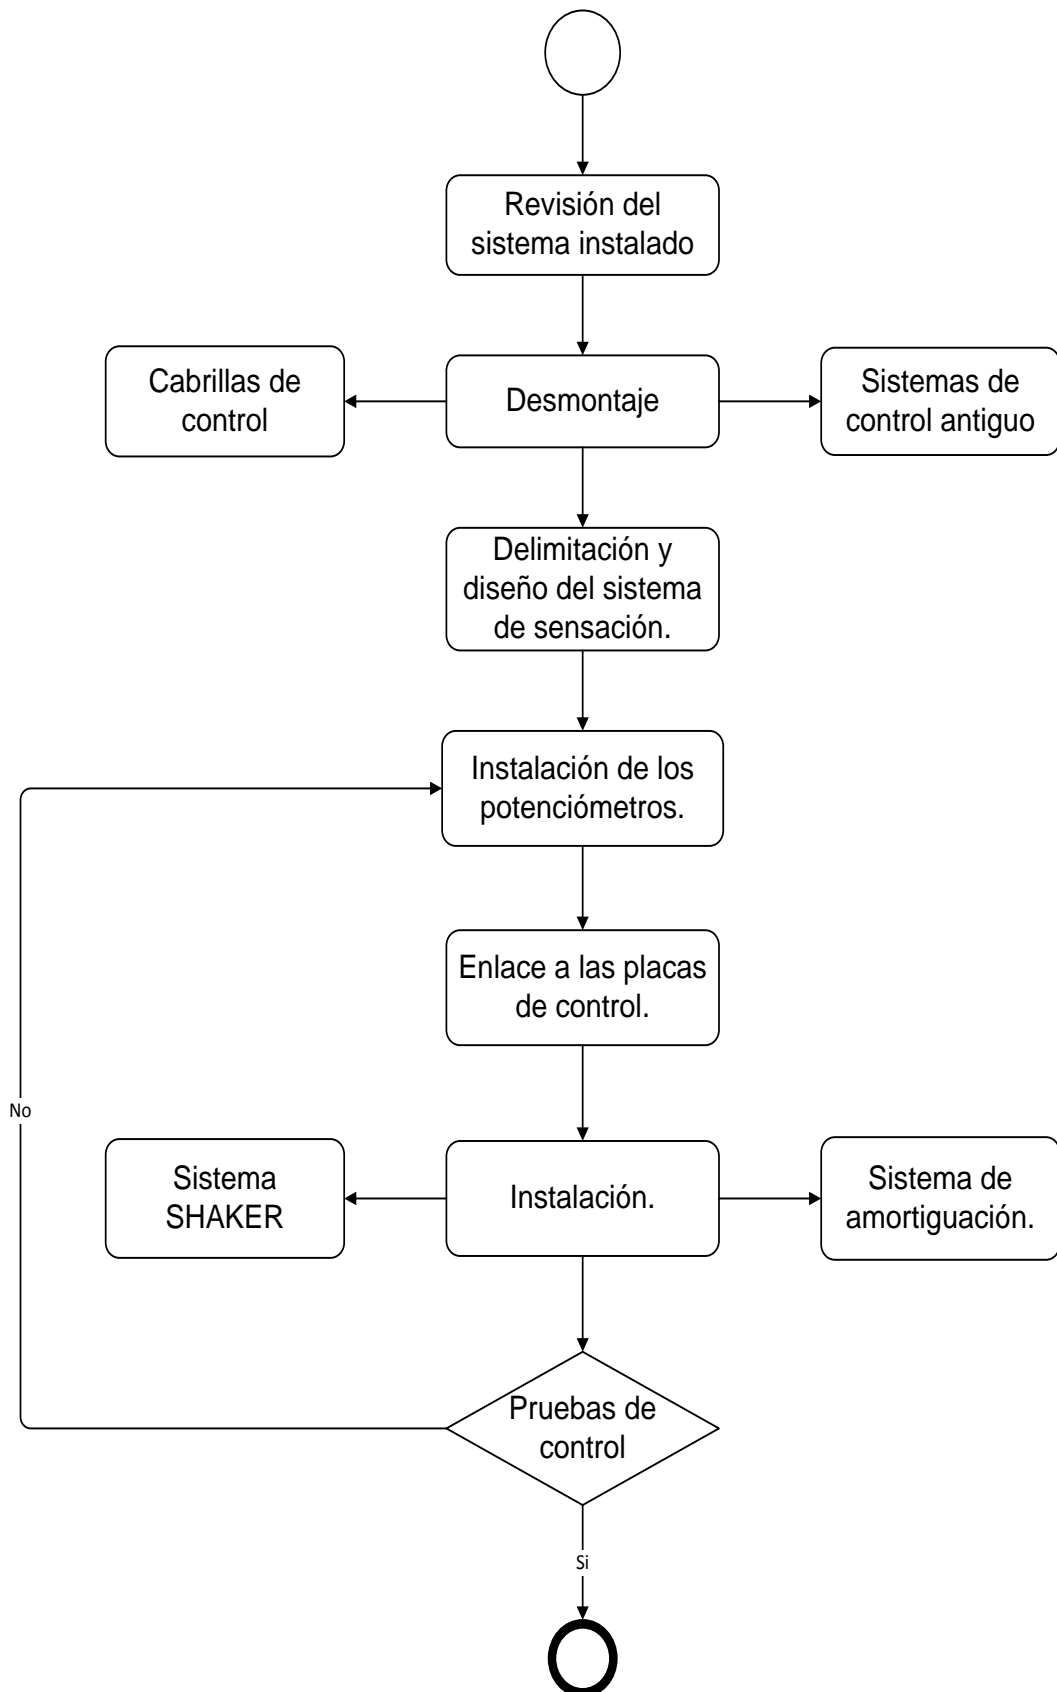 Revisión del
sistema instalado
Cabrillas de
control
Desmontaje
Sistemas de
control antiguo
Delimitación y
diseño del sistema
de sensación.
Instalación de los
potenciómetros.
Enlace a las placas
de control.
No
Sistema
SHAKER
Instalación.
Sistema de
amortiguación.
Pruebas de
control
Si